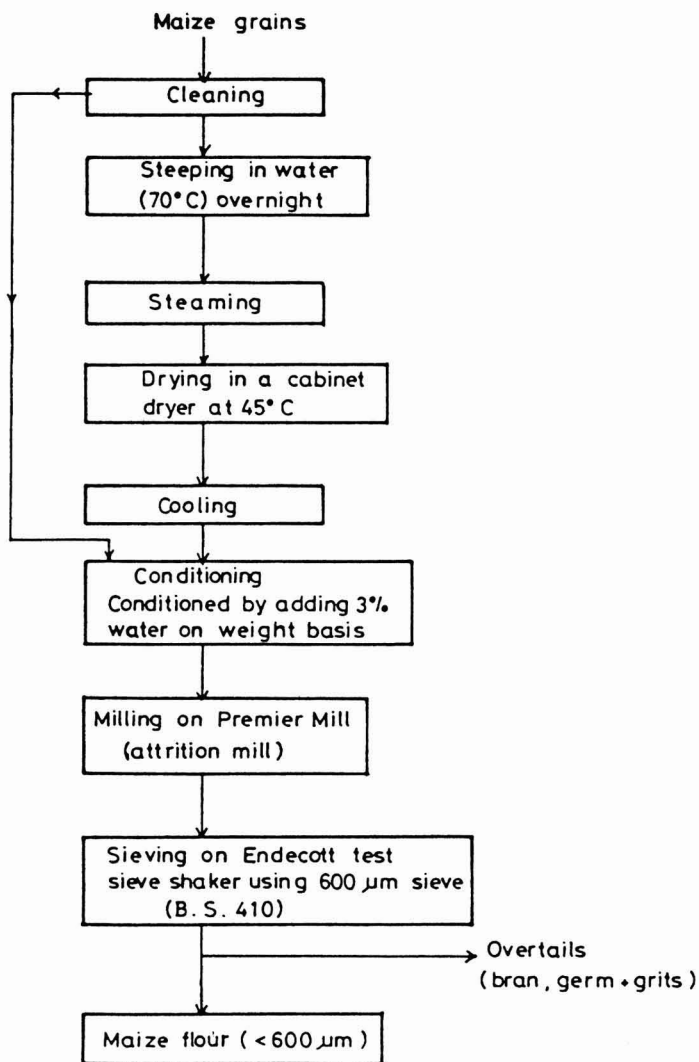 Maize grains
Cleaning
Steeping in water
(70°C) overnight
Steaming
Drying in a cabinet
dryer at 45°C
Cooling
Conditioning
Conditioned by adding 3%
water on weight basis
Milling on Premier Mill
(attrition mill)
Sieving on Endecott test
sieve shaker using 600 µm sieve
(B.S. 410)
Overtails
(bran, germ + grits)
Maize flour (<600 µm)